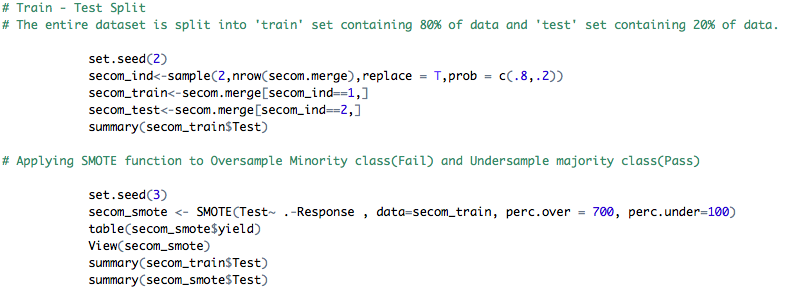 # Train - Test Split
# The entire dataset is split into 'train' set containing 80% of data and 'test' set containing 20% of data.
set.seed(2)
secom_ind<-sample(2,nrow(secom.merge),replace = T,prob = c(.8,.2))
secom_train<-secom.merge[secom_ind==1,]
secom_test<-secom.merge[secom_ind==2,]
summary(secom_train$Test)
# Applying SMOTE function to Oversample Minority class(Fail) and Undersample majority class(Pass)
set.seed(3)
secom_smote <- SMOTE(Test~ .-Response , data=secom_train, perc.over = 700, perc.under=100)
table(secom_smote$yield)
View(secom_smote)
summary(secom_train$Test)
summary(secom_smote$Test)